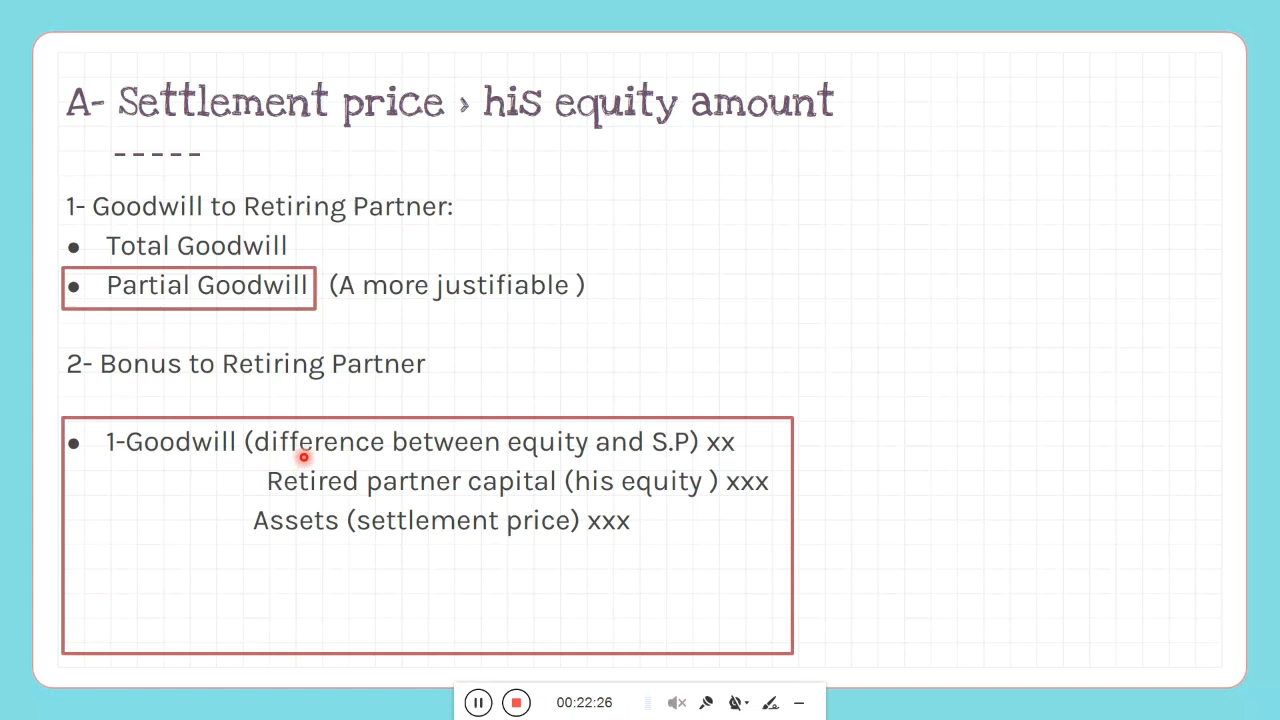 A- Settlement price > his equity amount
-----
1- Goodwill to Retiring Partner:
● Total Goodwill
● Partial Goodwill (A more justifiable )
2- Bonus to Retiring Partner
● 1-Goodwill (difference between equity and S.P) xx
Retired partner capital (his equity ) xxx
Assets (settlement price) xxx
00:22:26